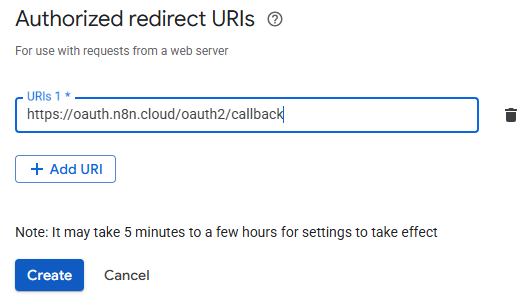 Authorized redirect URIs
For use with requests from a web server
URIs 1 *
https://oauth.n8n.cloud/oauth2/callback
+ Add URI
Note: It may take 5 minutes to a few hours for settings to take effect
Create Cancel